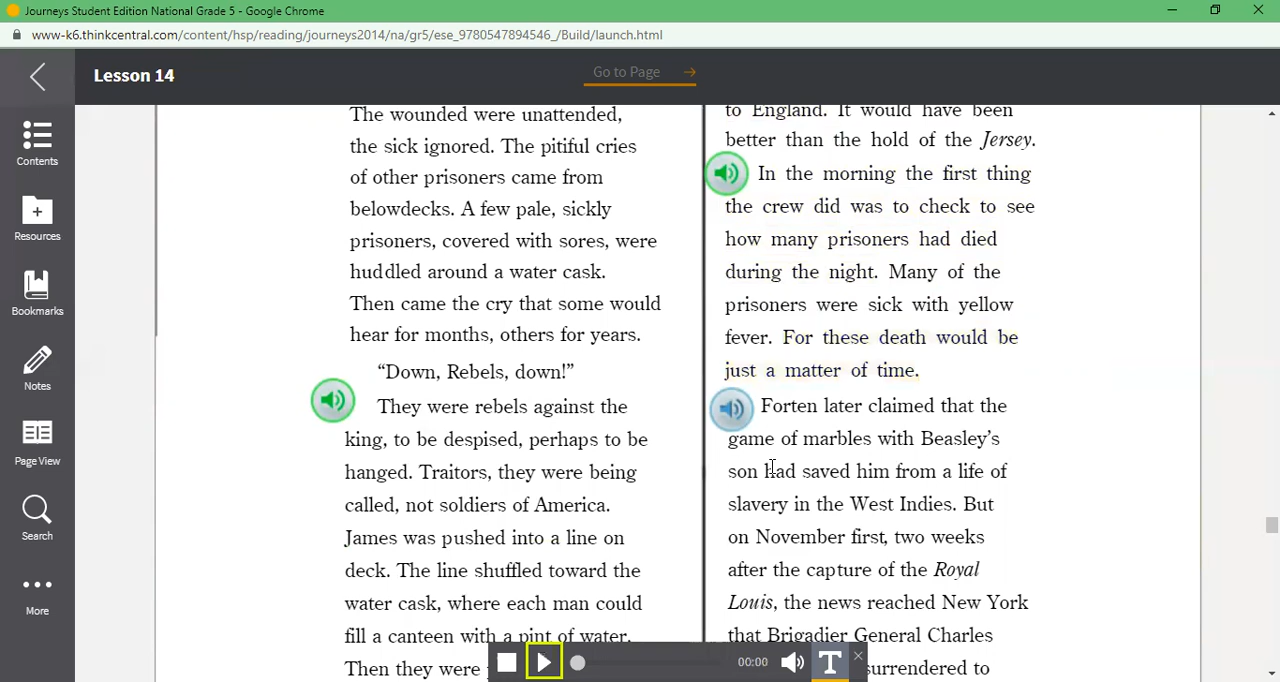 Journeys Student Edition National Grade 5 - Google Chrome
www-k6.thinkcentral.com/content/hsp/reading/journeys2014/na/gr5/ese_9780547894546_/Build/launch.html
Lesson 14
Go to Page
Contents
Resources
Bookmarks
Notes
Page View
Search
More
The wounded were unattended,
the sick ignored. The pitiful cries
of other prisoners came from
belowdecks. A few pale, sickly
prisoners, covered with sores, were
huddled around a water cask.
Then came the cry that some would
hear for months, others for years.
“Down, Rebels, down!”
They were rebels against the
king, to be despised, perhaps to be
hanged. Traitors, they were being
called, not soldiers of America.
James was pushed into a line on
deck. The line shuffled toward the
water cask, where each man could
fill a canteen with a pint of water.
Then they were
to England. It would have been
better than the hold of the Jersey.
In the morning the first thing
the crew did was to check to see
how many prisoners had died
during the night. Many of the
prisoners were sick with yellow
fever. For these death would be
just a matter of time.
Forten later claimed that the
game of marbles with Beasley’s
son had saved him from a life of
slavery in the West Indies. But
on November first, two weeks
after the capture of the Royal
Louis, the news reached New York
that Brigadier General Charles
surrendered to
00:00
T